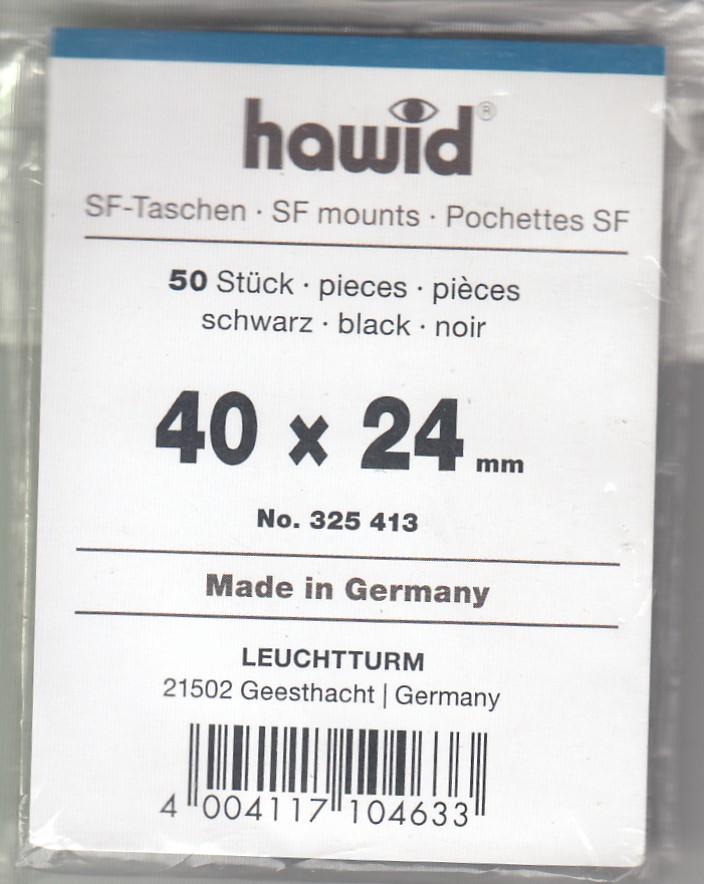 hawid®
SF-Taschen · SF mounts · Pochettes SF
50 Stück · pieces · pièces
schwarz · black · noir
40 x 24 mm
No. 325 413
Made in Germany
LEUCHTTURM
21502 Geesthacht | Germany
4 004117 104633